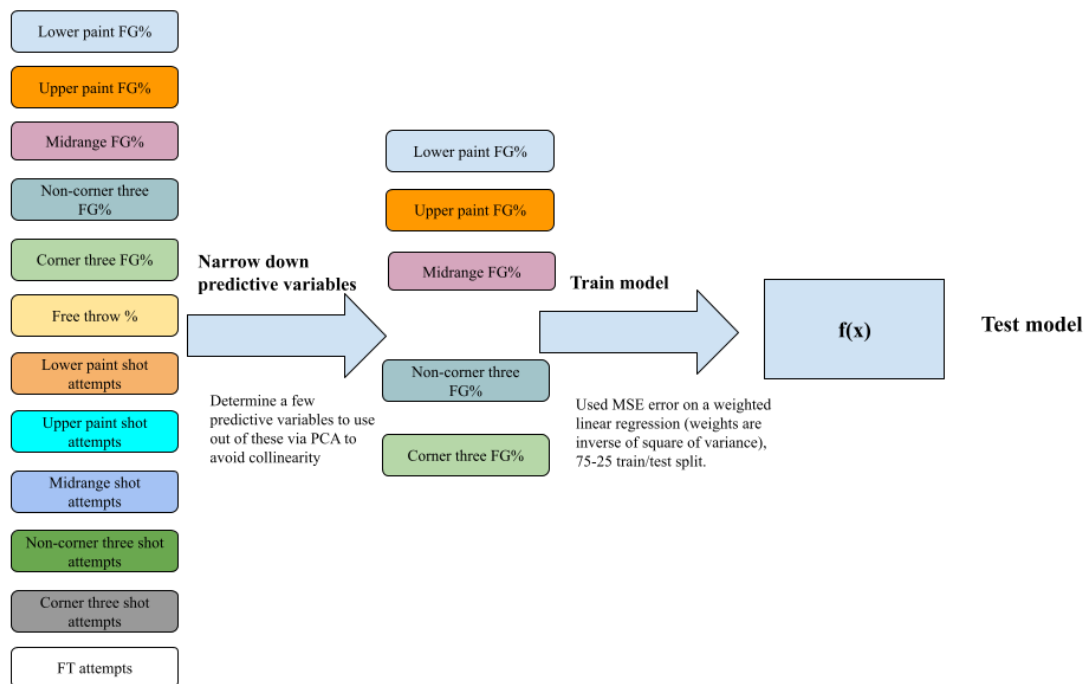 Lower paint FG%
Upper paint FG%
Midrange FG%
Non-corner three
FG%
Corner three FG%
Free throw %
Lower paint shot
attempts
Upper paint shot
attempts
Midrange shot
attempts
Non-corner three shot
attempts
Corner three shot
attempts
FT attempts
Narrow down
predictive variables
Determine a few
predictive variables to use
out of these via PCA to
avoid collinearity
Lower paint FG%
Upper paint FG%
Midrange FG%
Non-corner three
FG%
Corner three FG%
Train model
Used MSE error on a weighted
linear regression (weights are
inverse of square of variance),
75-25 train/test split.
f(x)
Test model